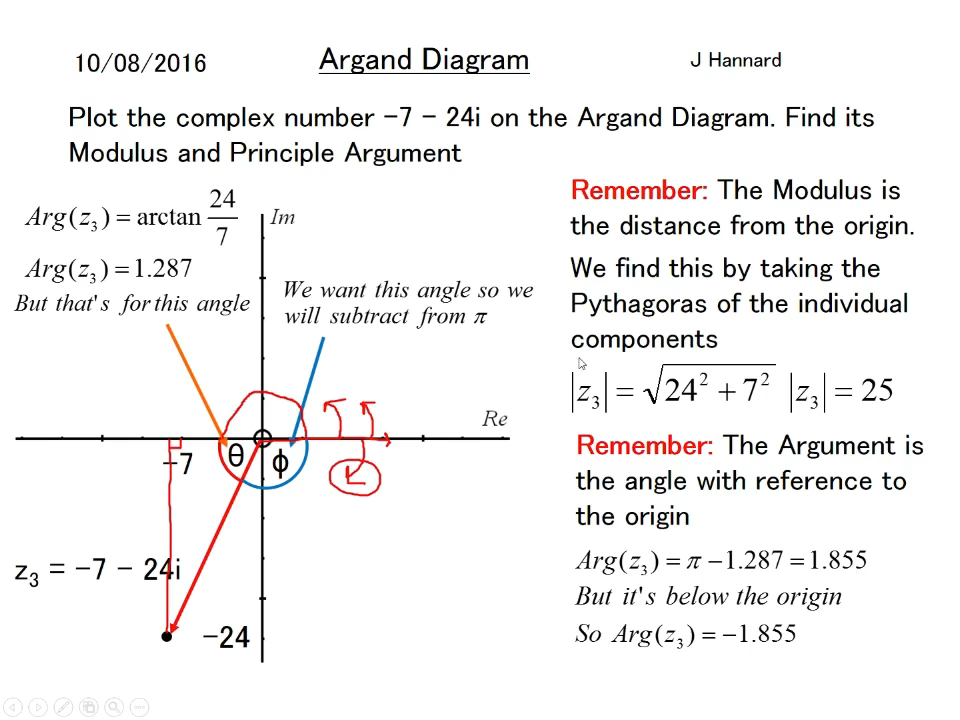 10/08/2016 Argand Diagram J Hannard
Plot the complex number -7 - 24i on the Argand Diagram. Find its
Modulus and Principle Argument
Arg(z₃) = arctan 24/7
Arg(z₃) = 1.287
But that's for this angle
Im
We want this angle so we
will subtract from π
Re
-7
θ
ϕ
z₃ = -7 - 24i
-24
Remember: The Modulus is
the distance from the origin.
We find this by taking the
Pythagoras of the individual
components
|z₃| = √(24² + 7²) |z₃| = 25
Remember: The Argument is
the angle with reference to
the origin
Arg(z₃) = π - 1.287 = 1.855
But it's below the origin
So Arg(z₃) = -1.855